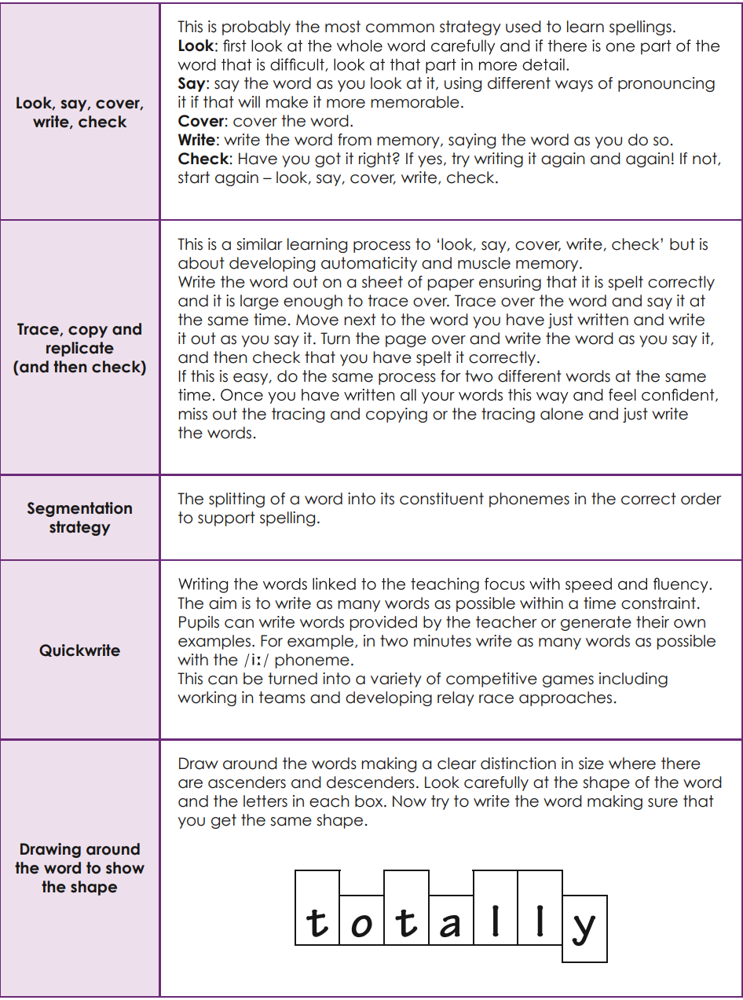 Look, say, cover,
write, check
This is probably the most common strategy used to learn spellings.
Look: first look at the whole word carefully and if there is one part of the
word that is difficult, look at that part in more detail.
Say: say the word as you look at it, using different ways of pronouncing
it if that will make it more memorable.
Cover: cover the word.
Write: write the word from memory, saying the word as you do so.
Check: Have you got it right? If yes, try writing it again and again! If not,
start again – look, say, cover, write, check.
Trace, copy and
replicate
(and then check)
This is a similar learning process to ‘look, say, cover, write, check’ but is
about developing automaticity and muscle memory.
Write the word out on a sheet of paper ensuring that it is spelt correctly
and it is large enough to trace over. Trace over the word and say it at
the same time. Move next to the word you have just written and write
it out as you say it. Turn the page over and write the word as you say it,
and then check that you have spelt it correctly.
If this is easy, do the same process for two different words at the same
time. Once you have written all your words this way and feel confident,
miss out the tracing and copying or the tracing alone and just write
the words.
Segmentation
strategy
The splitting of a word into its constituent phonemes in the correct order
to support spelling.
Quickwrite
Writing the words linked to the teaching focus with speed and fluency.
The aim is to write as many words as possible within a time constraint.
Pupils can write words provided by the teacher or generate their own
examples. For example, in two minutes write as many words as possible
with the /iː/ phoneme.
This can be turned into a variety of competitive games including
working in teams and developing relay race approaches.
Drawing around
the word to show
the shape
Draw around the words making a clear distinction in size where there
are ascenders and descenders. Look carefully at the shape of the word
and the letters in each box. Now try to write the word making sure that
you get the same shape.
totally